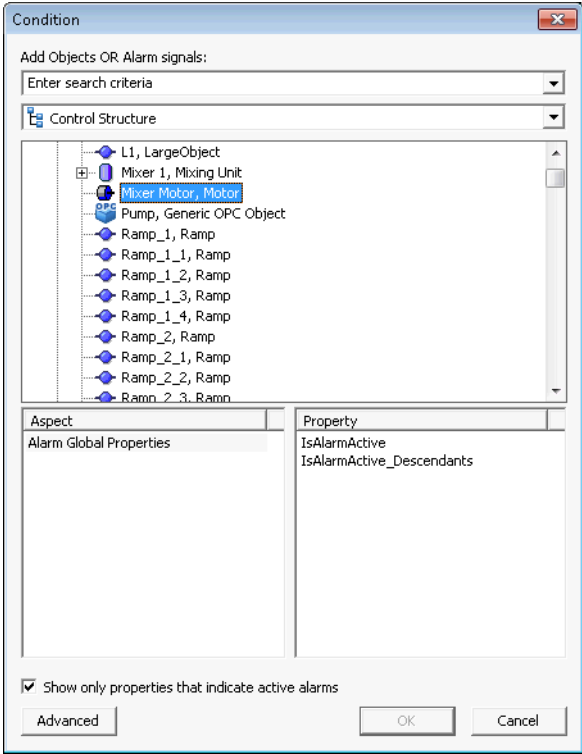 Condition
Add Objects OR Alarm signals:
Enter search criteria
Control Structure
L1, LargeObject
Mixer 1, Mixing Unit
Mixer Motor, Motor
OPC
Pump, Generic OPC Object
Ramp_1, Ramp
Ramp_1_1, Ramp
Ramp_1_2, Ramp
Ramp_1_3, Ramp
Ramp_1_4, Ramp
Ramp_2, Ramp
Ramp_2_1, Ramp
Ramp_2_2, Ramp
Ramp_2_3, Ramp
Aspect
Alarm Global Properties
Property
IsAlarmActive
IsAlarmActive_Descendants
Show only properties that indicate active alarms
Advanced
OK
Cancel